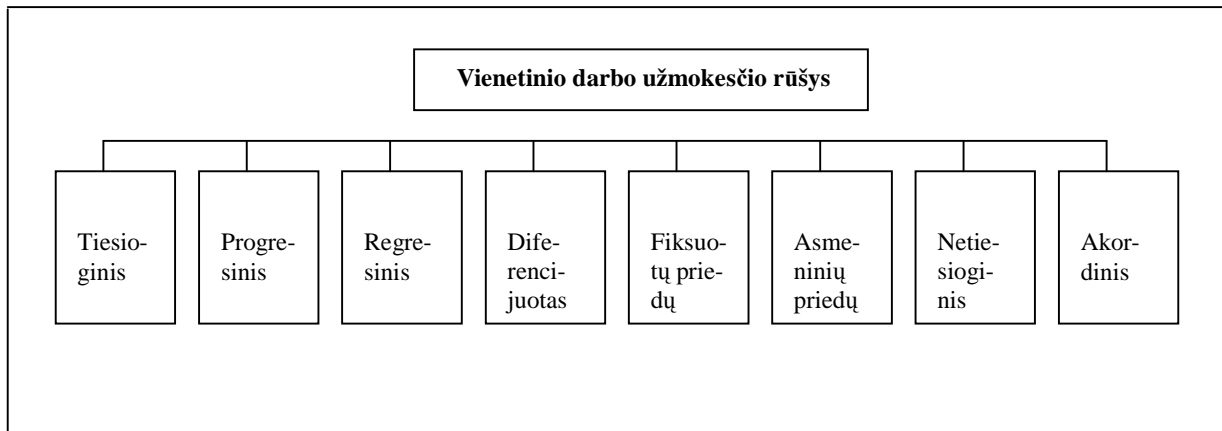 Vienetinio darbo užmokesčio rūšys
Tiesio-
ginis
Progre-
sinis
Regre-
sinis
Dife-
renci-
juotas
Fiksuo-
tų prie-
dų
Asme-
ninių
priedų
Netie-
siogi-
nis
Akor-
dinis